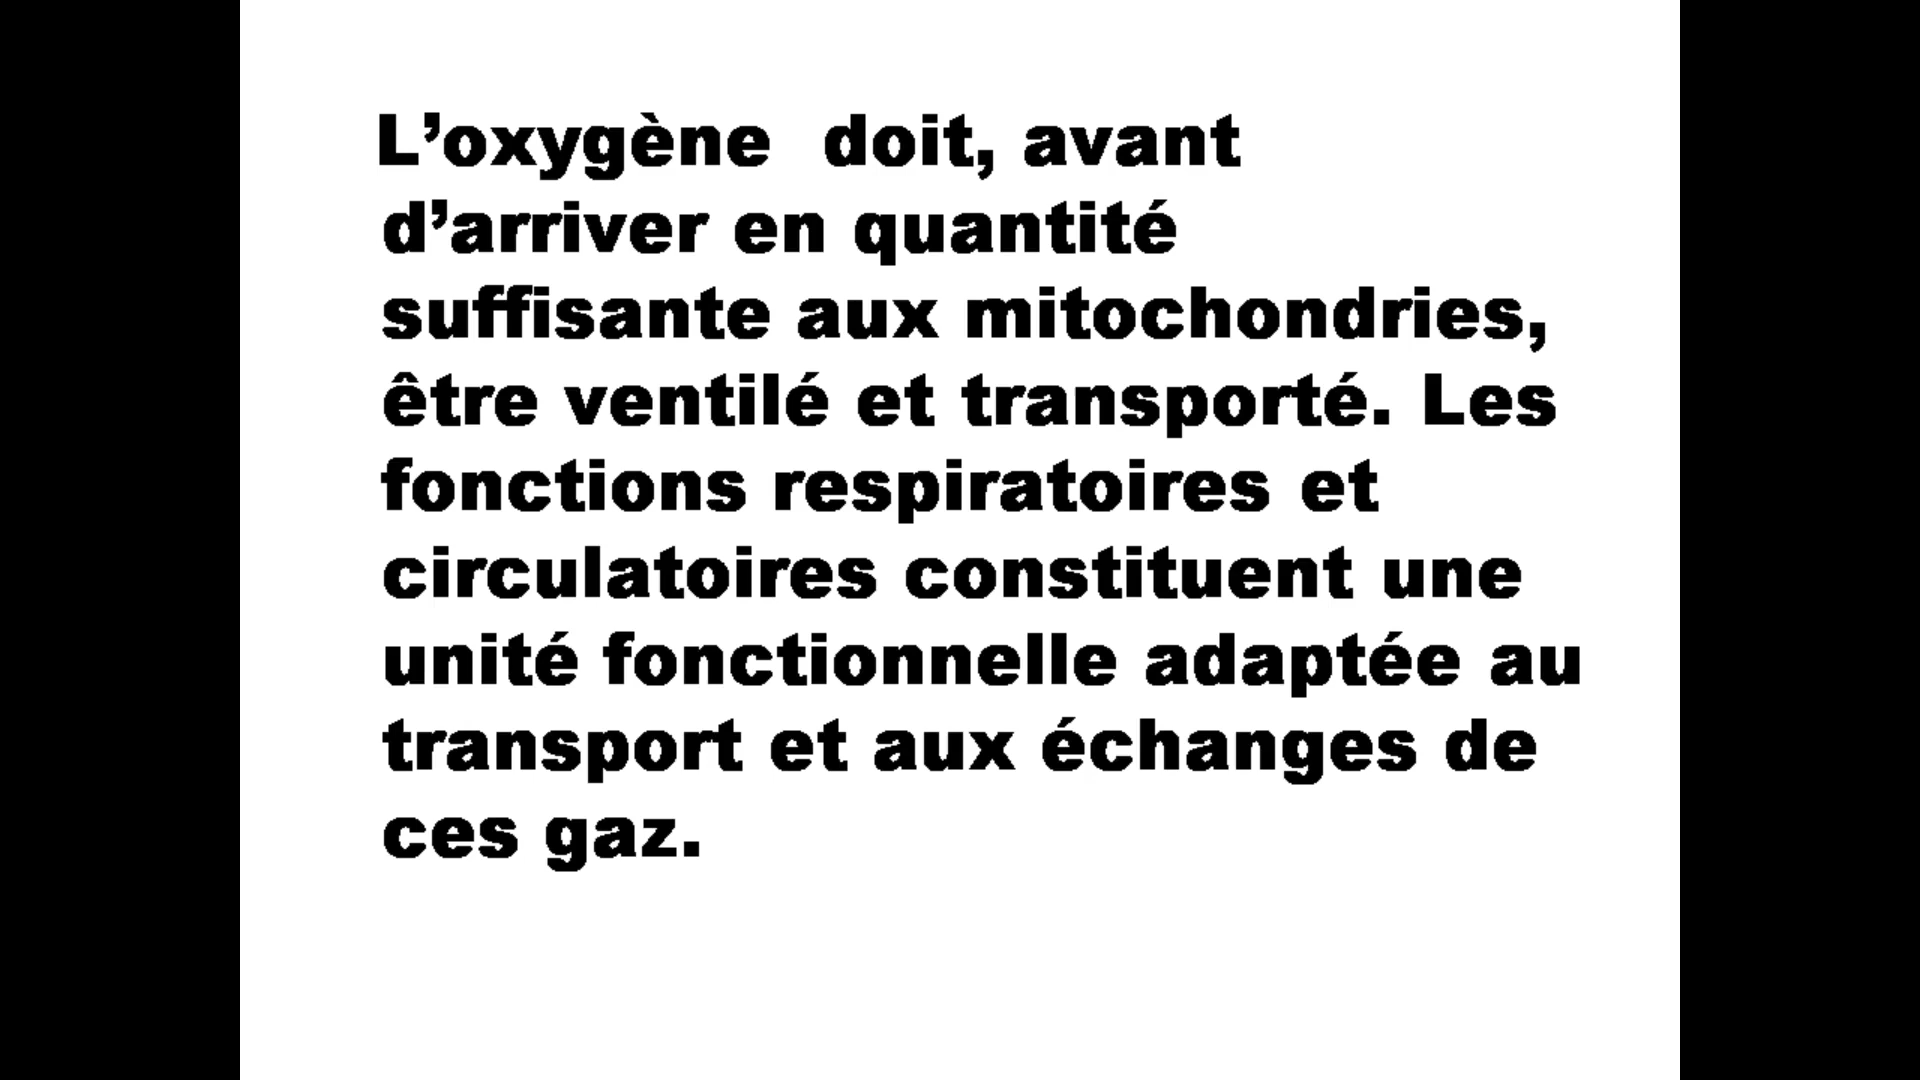 L’oxygène  doit, avant
d’arriver en quantité
suffisante aux mitochondries,
être ventilé et transporté. Les
fonctions respiratoires et
circulatoires constituent une
unité fonctionnelle adaptée au
transport et aux échanges de
ces gaz.